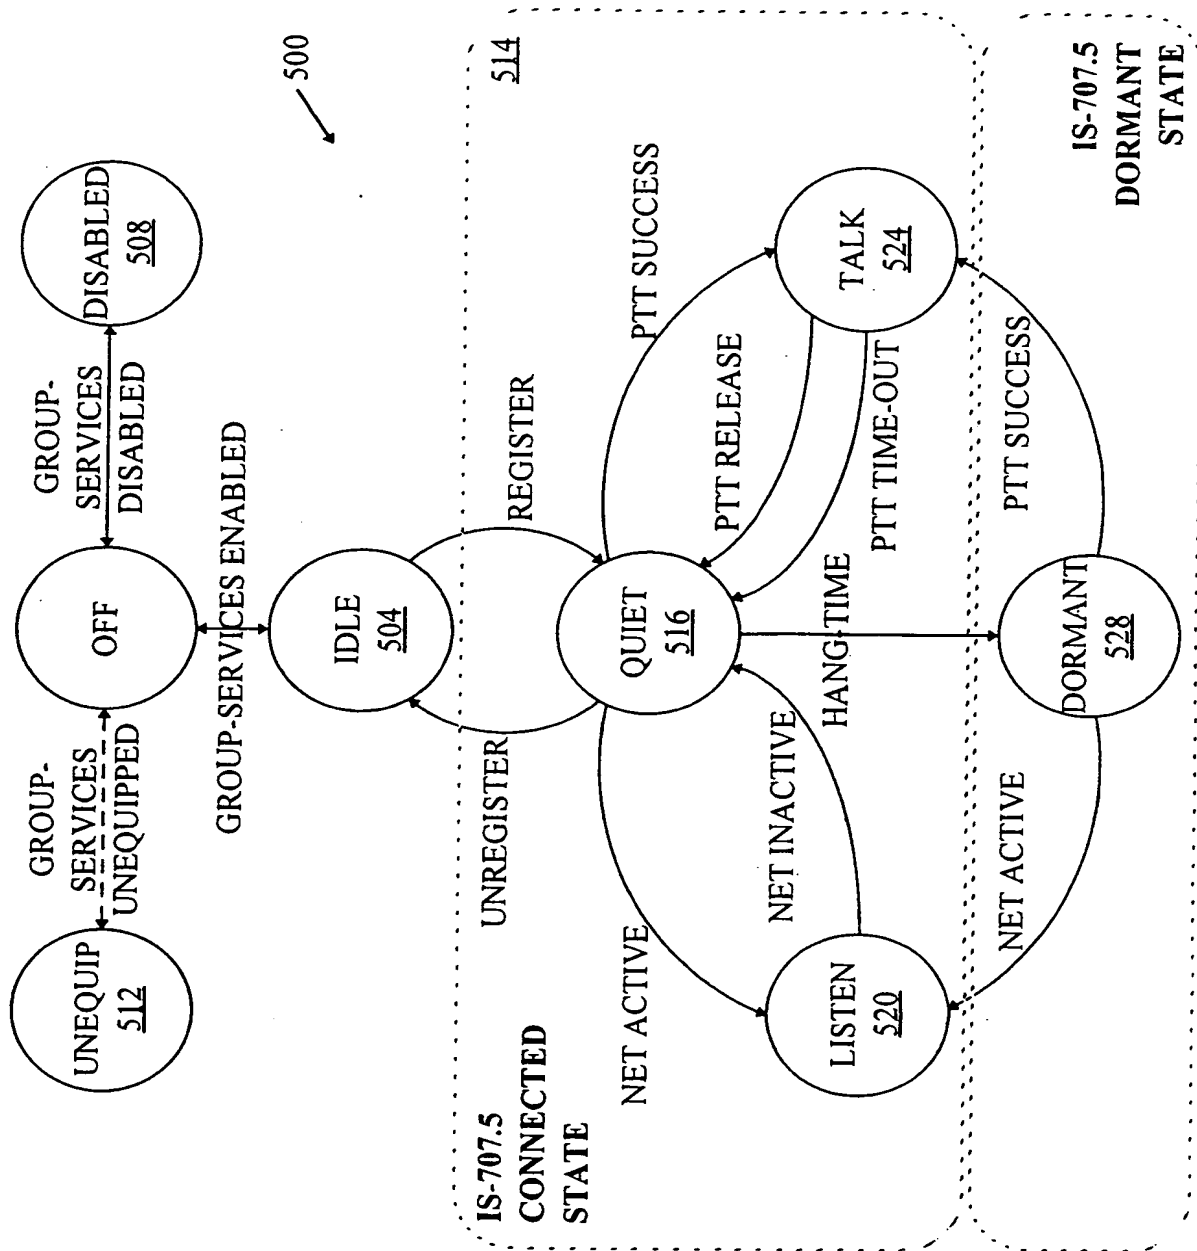 500
GROUP-
SERVICES
UNEQUIPPED
GROUP-
SERVICES
DISABLED
UNEQUIP
512
OFF
DISABLED
508
GROUP-SERVICES ENABLED
IDLE
504
UNREGISTER
REGISTER
IS-707.5
CONNECTED
STATE
514
QUIET
516
NET ACTIVE
PTT SUCCESS
NET INACTIVE
PTT RELEASE
HANG-TIME
PTT TIME-OUT
LISTEN
520
TALK
524
NET ACTIVE
PTT SUCCESS
DORMANT
528
IS-707.5
DORMANT
STATE